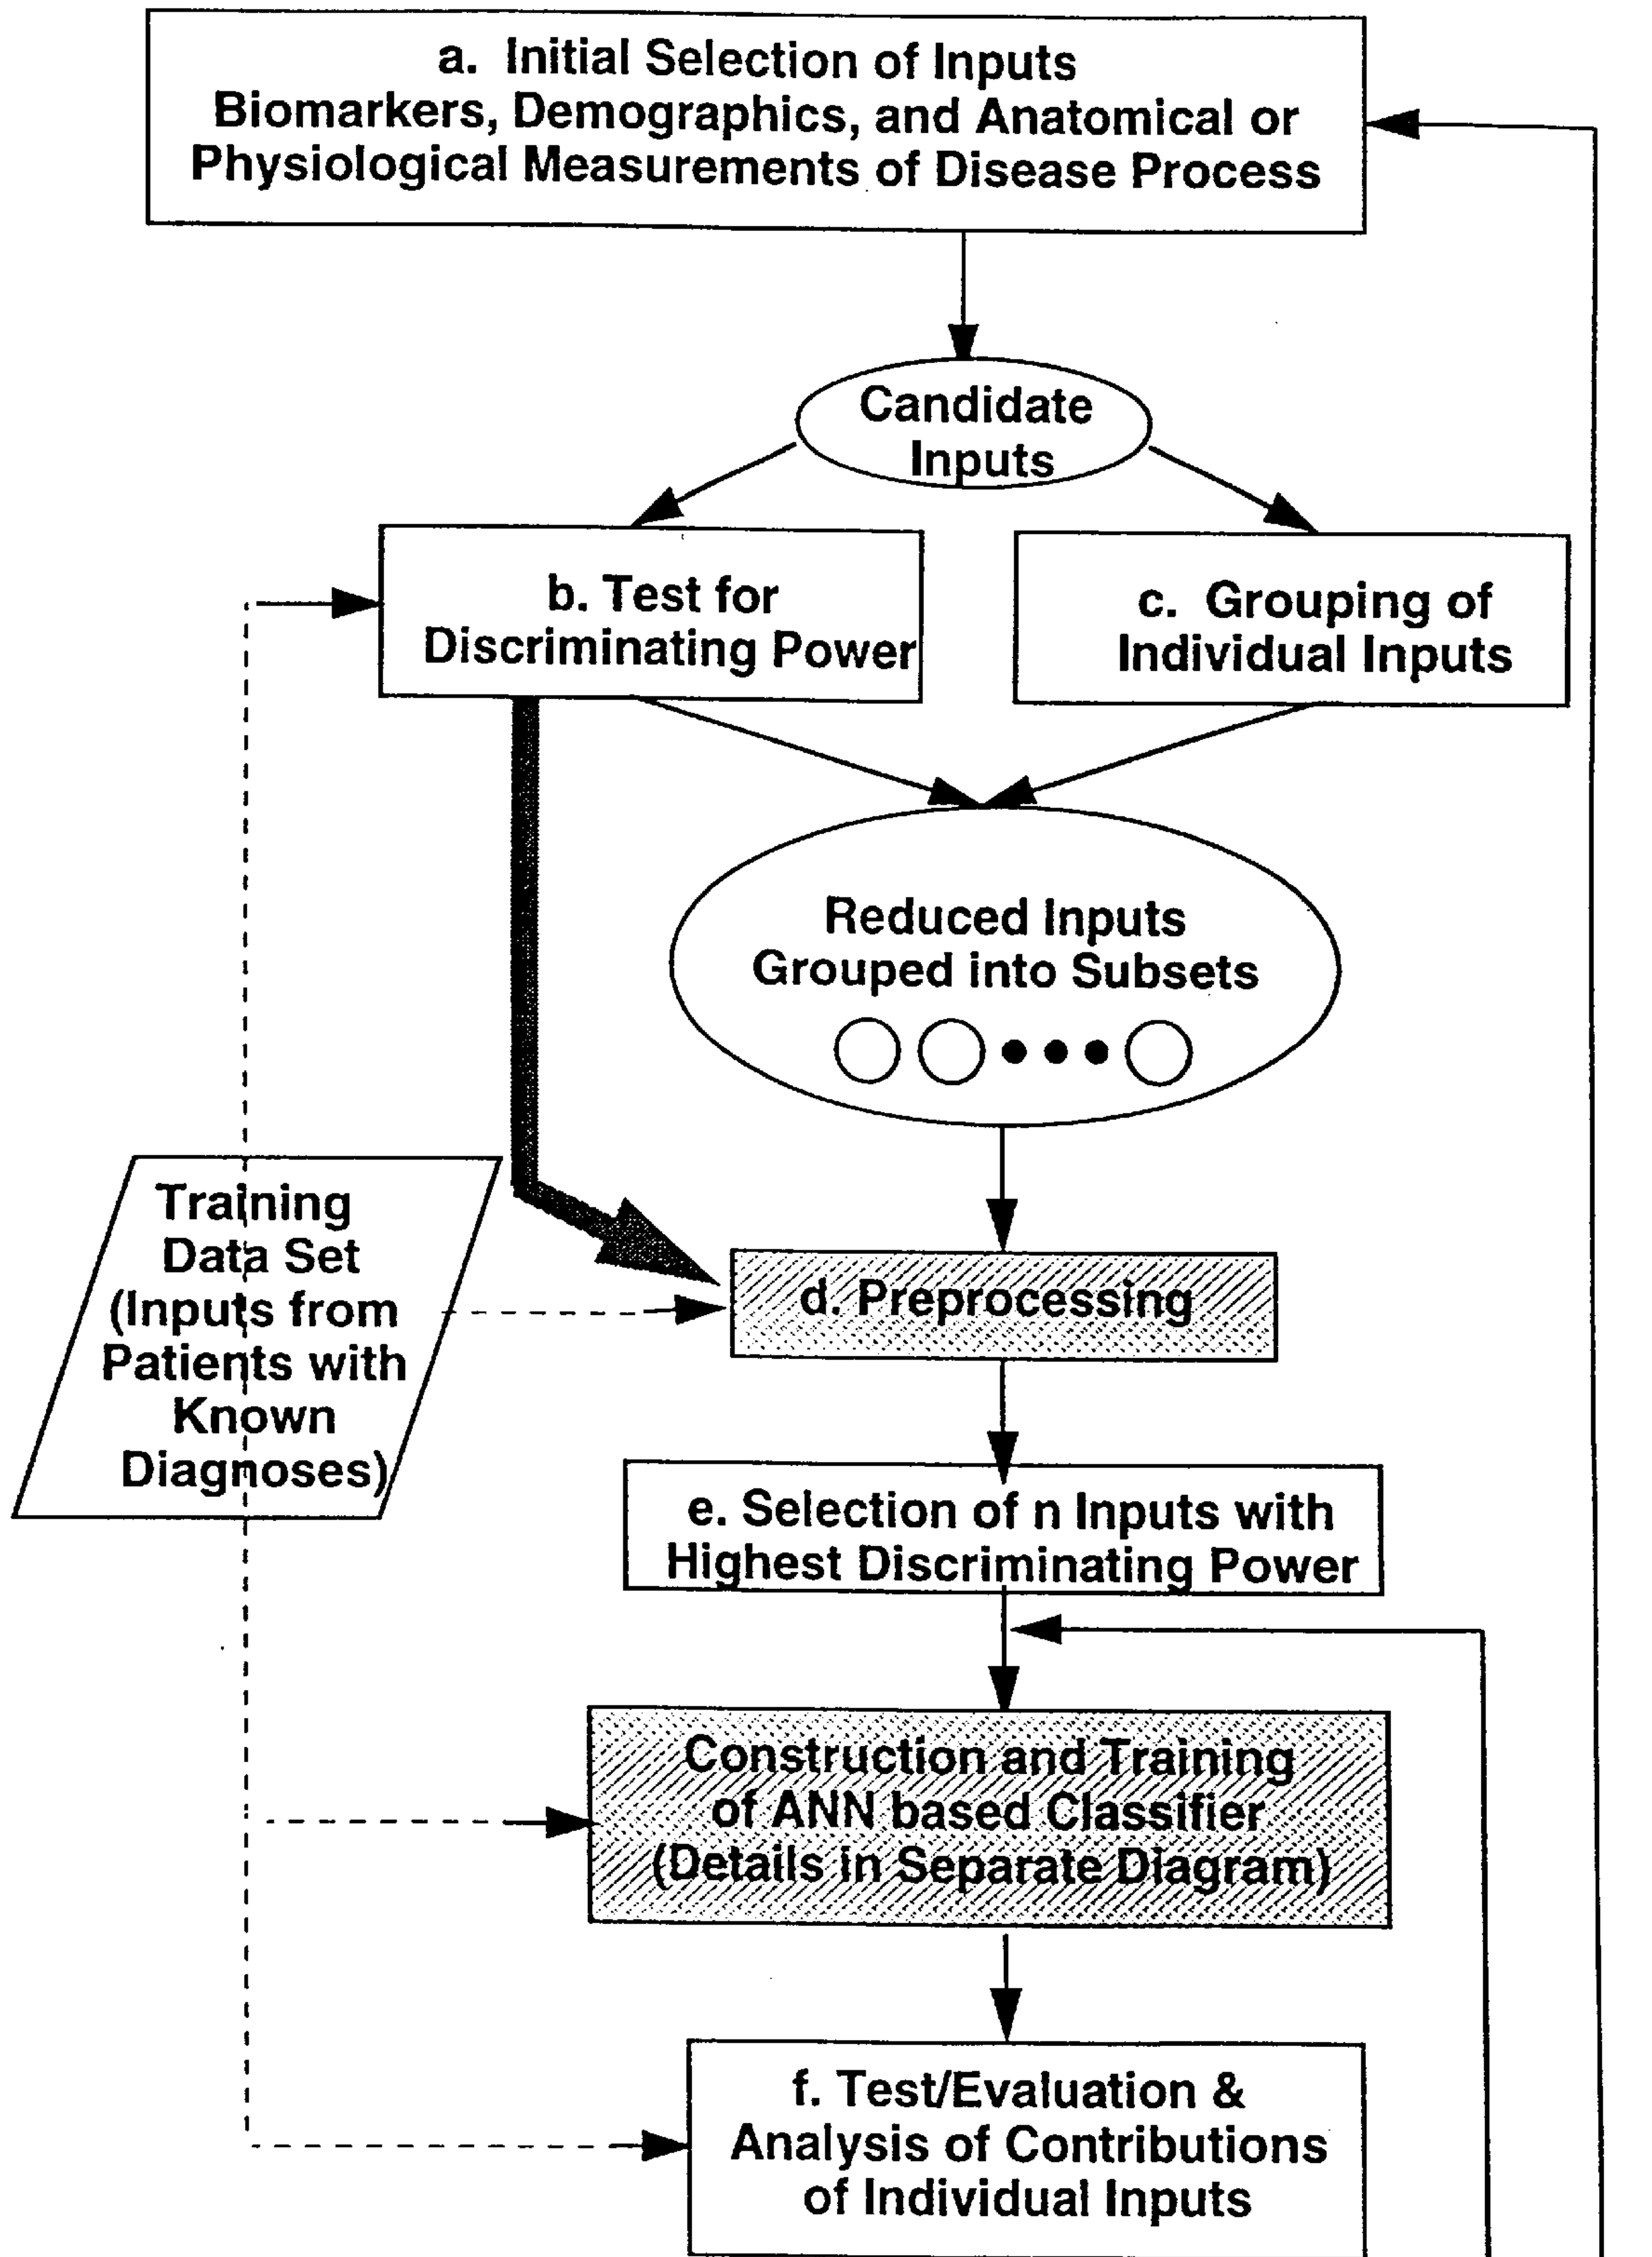 a. Initial Selection of Inputs
Biomarkers, Demographics, and Anatomical or
Physiological Measurements of Disease Process
Candidate
Inputs
b. Test for
Discriminating Power
c. Grouping of
Individual Inputs
Reduced Inputs
Grouped into Subsets
Training
Data Set
(Inputs from
Patients with
Known
Diagnoses)
d. Preprocessing
e. Selection of n Inputs with
Highest Discriminating Power
Construction and Training
of ANN based Classifier
(Details in Separate Diagram)
f. Test/Evaluation &
Analysis of Contributions
of Individual Inputs